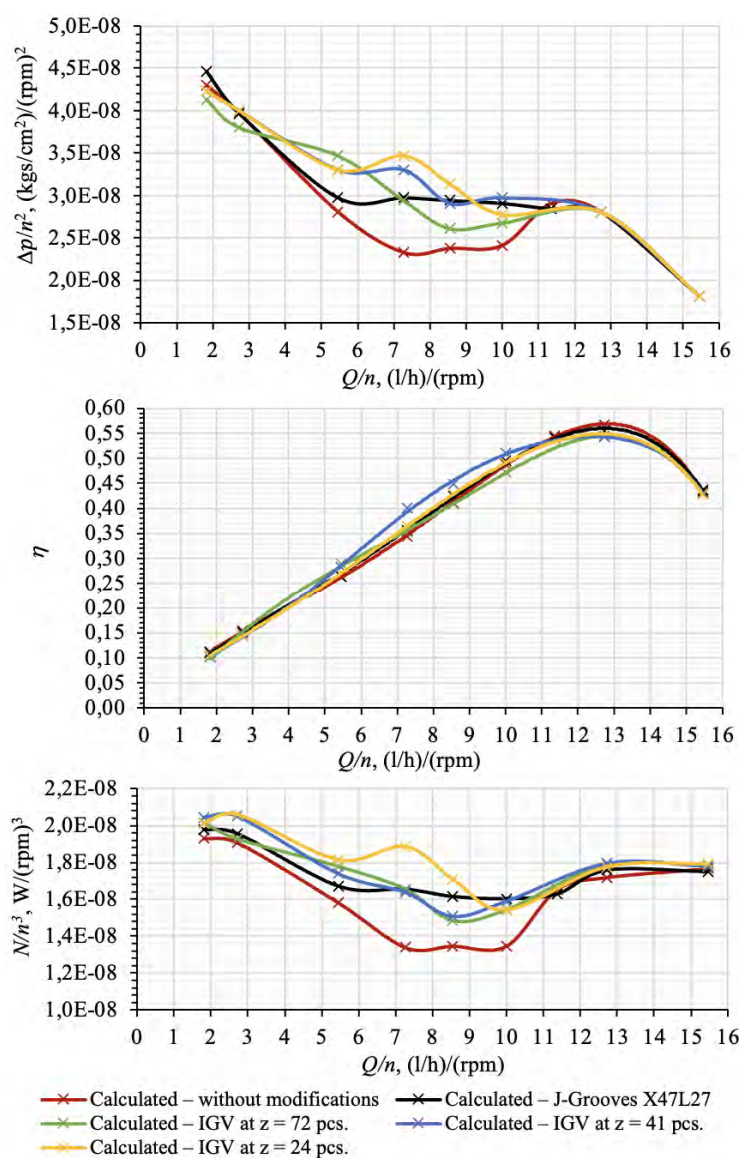 5,0E-08
4,5E-08
4,0E-08
3,5E-08
3,0E-08
2,5E-08
2,0E-08
1,5E-08
Δp/n², (kgs/cm²)/(rpm)²
0 1 2 3 4 5 6 7 8 9 10 11 12 13 14 15 16
Q/n, (l/h)/(rpm)
0,60
0,55
0,50
0,45
0,40
0,35
0,30
0,25
0,20
0,15
0,10
0,05
0,00
η
0 1 2 3 4 5 6 7 8 9 10 11 12 13 14 15 16
Q/n, (l/h)/(rpm)
2,2E-08
2,0E-08
1,8E-08
1,6E-08
1,4E-08
1,2E-08
1,0E-08
N/n³, W/(rpm)³
0 1 2 3 4 5 6 7 8 9 10 11 12 13 14 15 16
Q/n, (l/h)/(rpm)
Calculated – without modifications Calculated – J-Grooves X47L27
Calculated – IGV at z = 72 pcs. Calculated – IGV at z = 41 pcs.
Calculated – IGV at z = 24 pcs.